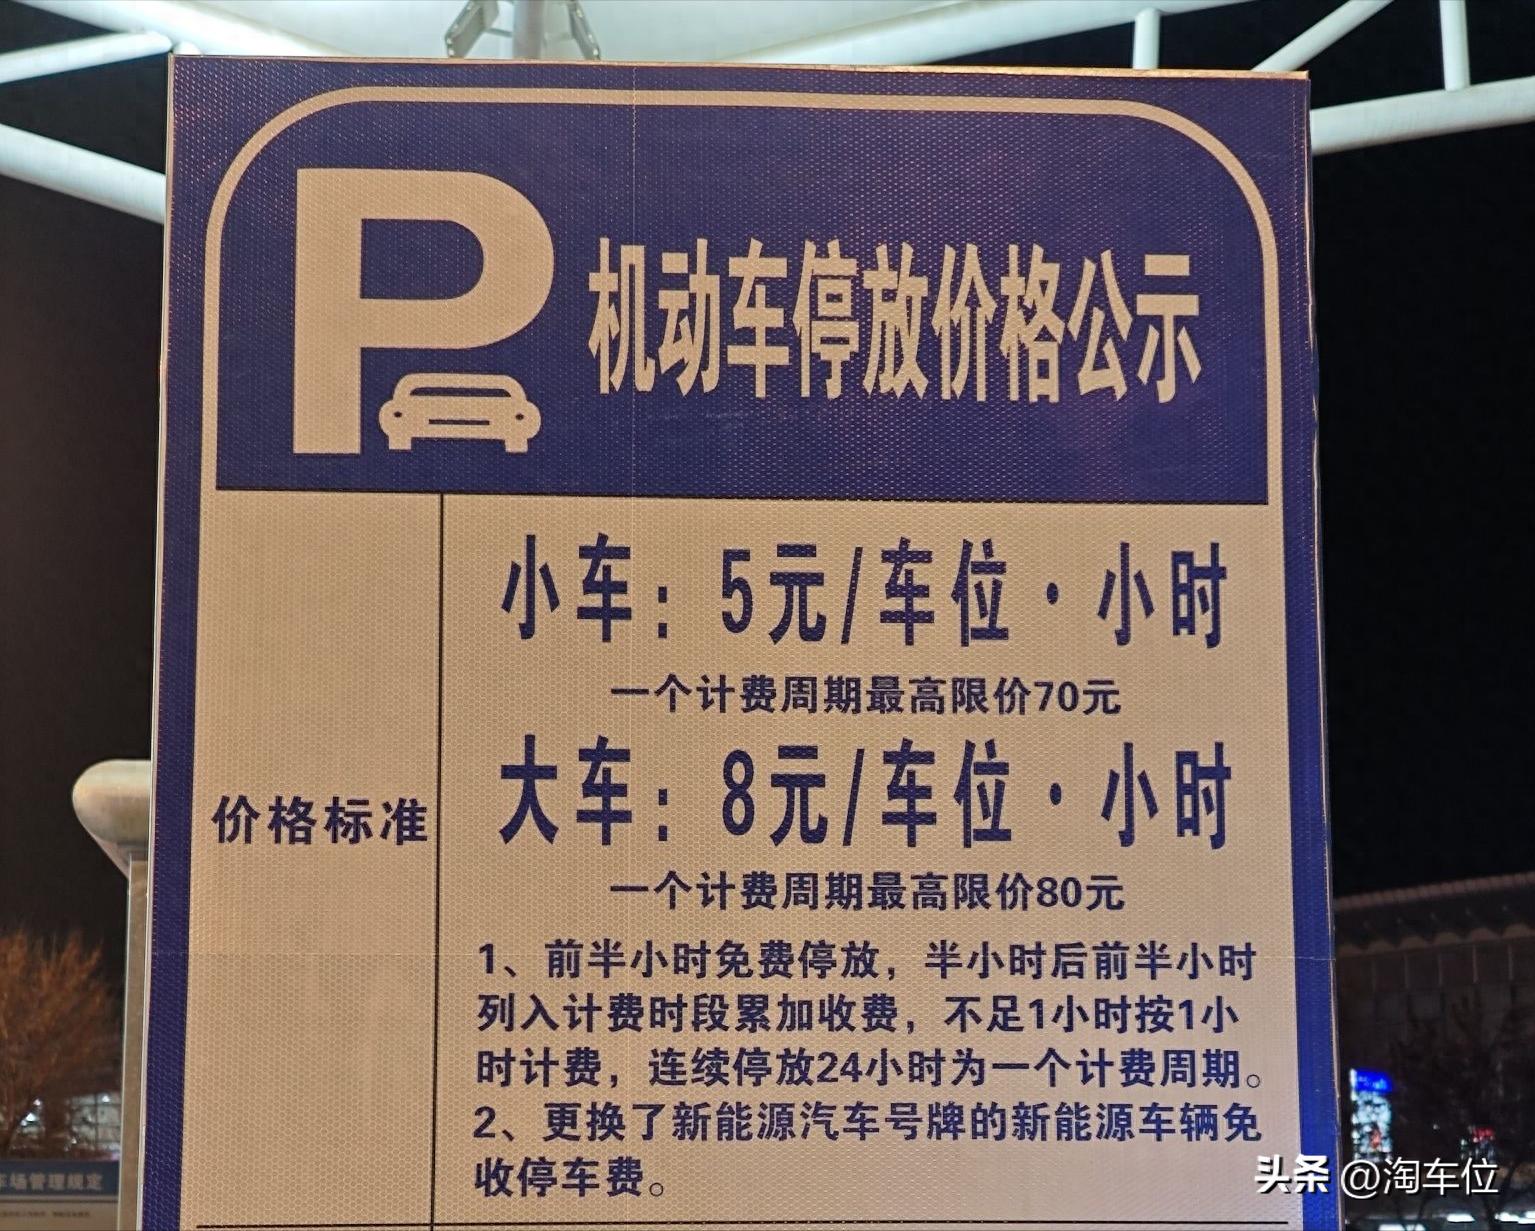 P
机动车停放价格公示
小车：5元/车位·小时
一个计费周期最高限价70元
大车：8元/车位·小时
一个计费周期最高限价80元
价格标准
1、前半小时免费停放，半小时后前半小时
列入计费时段累加收费，不足1小时按1小
时计费，连续停放24小时为一个计费周期。
2、更换了新能源汽车号牌的新能源车辆免
收停车费。
车场管理规定
头条 @淘车位